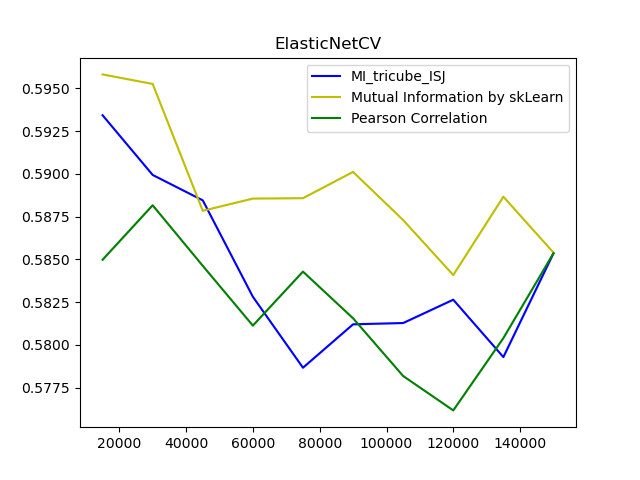 ElasticNetCV
MI_tricube_ISJ
Mutual Information by skLearn
Pearson Correlation
0.5950
0.5925
0.5900
0.5875
0.5850
0.5825
0.5800
0.5775
20000 40000 60000 80000 100000 120000 140000